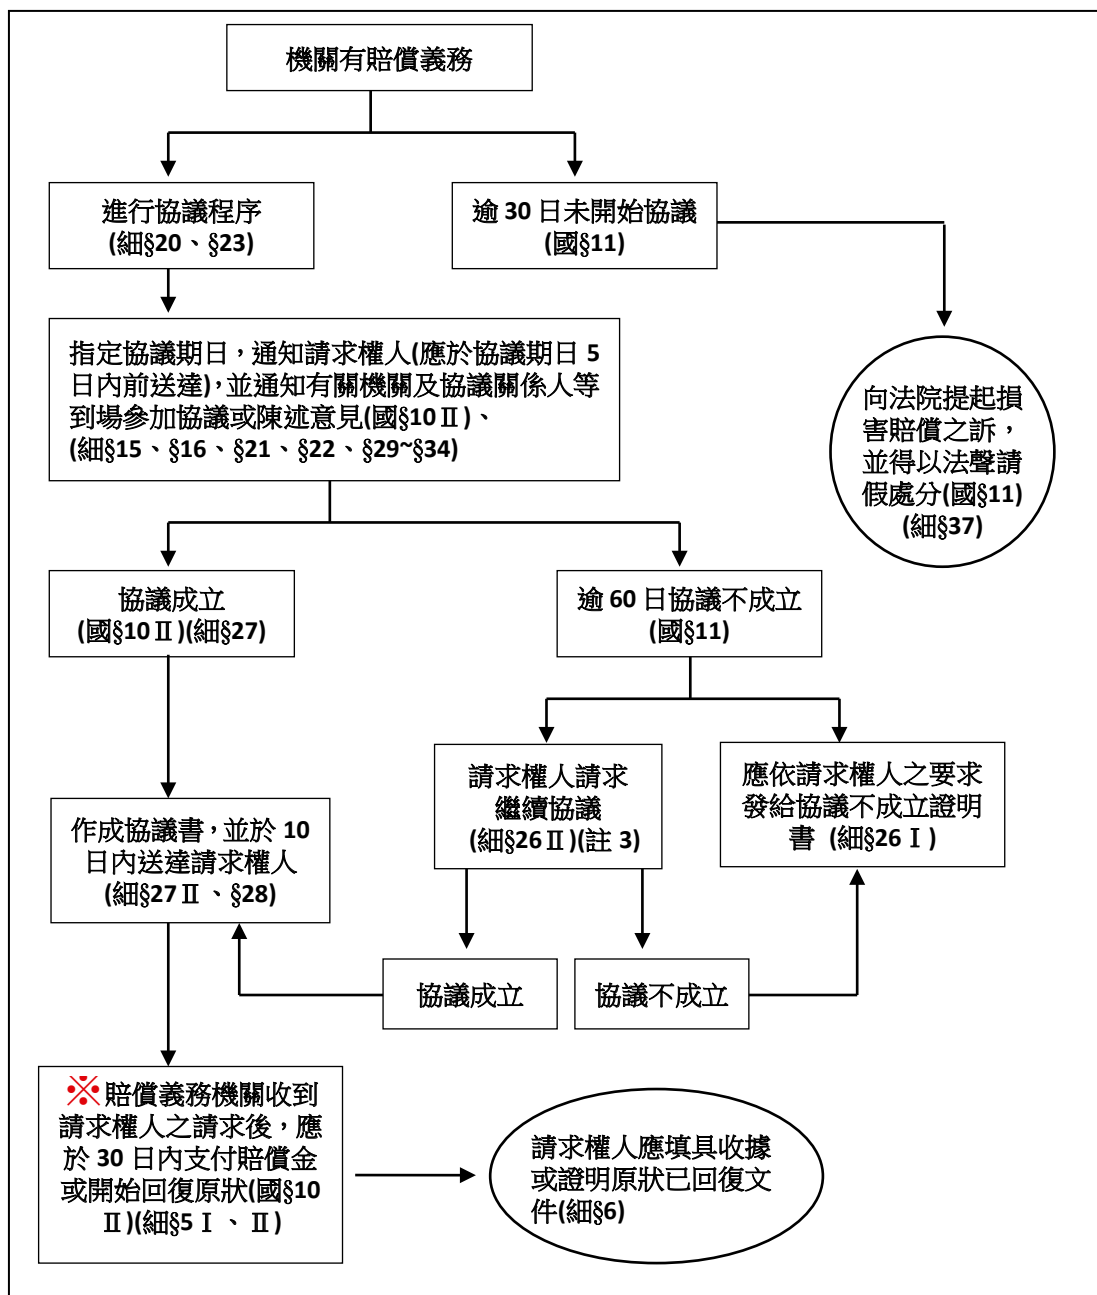 機關有賠償義務
進行協議程序
(細§20、§23)
逾 30 日未開始協議
(國§11)
指定協議期日，通知請求權人(應於協議期日 5
日內前送達)，並通知有關機關及協議關係人等
到場參加協議或陳述意見(國§10Ⅱ)、
(細§15、§16、§21、§22、§29~§34)
向法院提起損
害賠償之訴，
並得以法聲請
假處分(國§11)
(細§37)
協議成立
(國§10Ⅱ)(細§27)
逾 60 日協議不成立
(國§11)
請求權人請求
繼續協議
(細§26Ⅱ)(註 3)
應依請求權人之要求
發給協議不成立證明
書 (細§26Ⅰ)
作成協議書，並於 10
日內送達請求權人
(細§27Ⅱ、§28)
協議成立
協議不成立
※賠償義務機關收到
請求權人之請求後，應
於 30 日內支付賠償金
或開始回復原狀(國§10
Ⅱ)(細§5Ⅰ、Ⅱ)
請求權人應填具收據
或證明原狀已回復文
件(細§6)